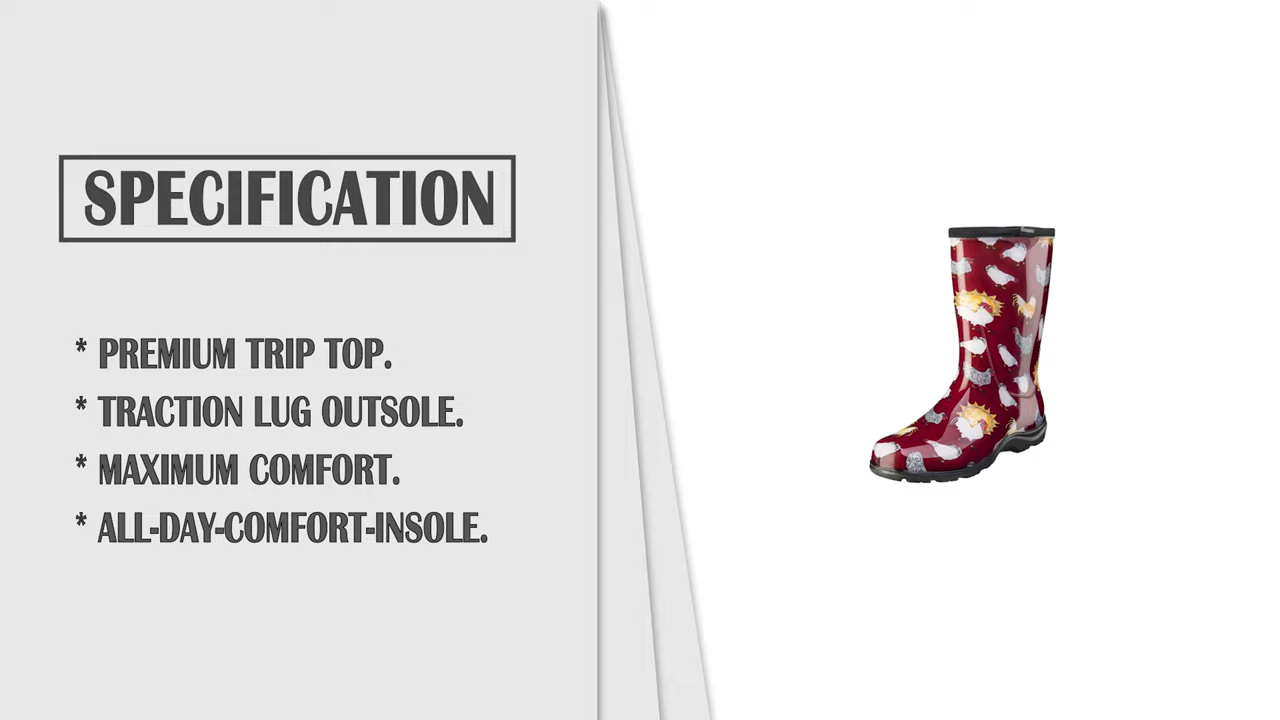 SPECIFICATION
* PREMIUM TRIP TOP.
* TRACTION LUG OUTSOLE.
* MAXIMUM COMFORT.
* ALL-DAY-COMFORT-INSOLE.